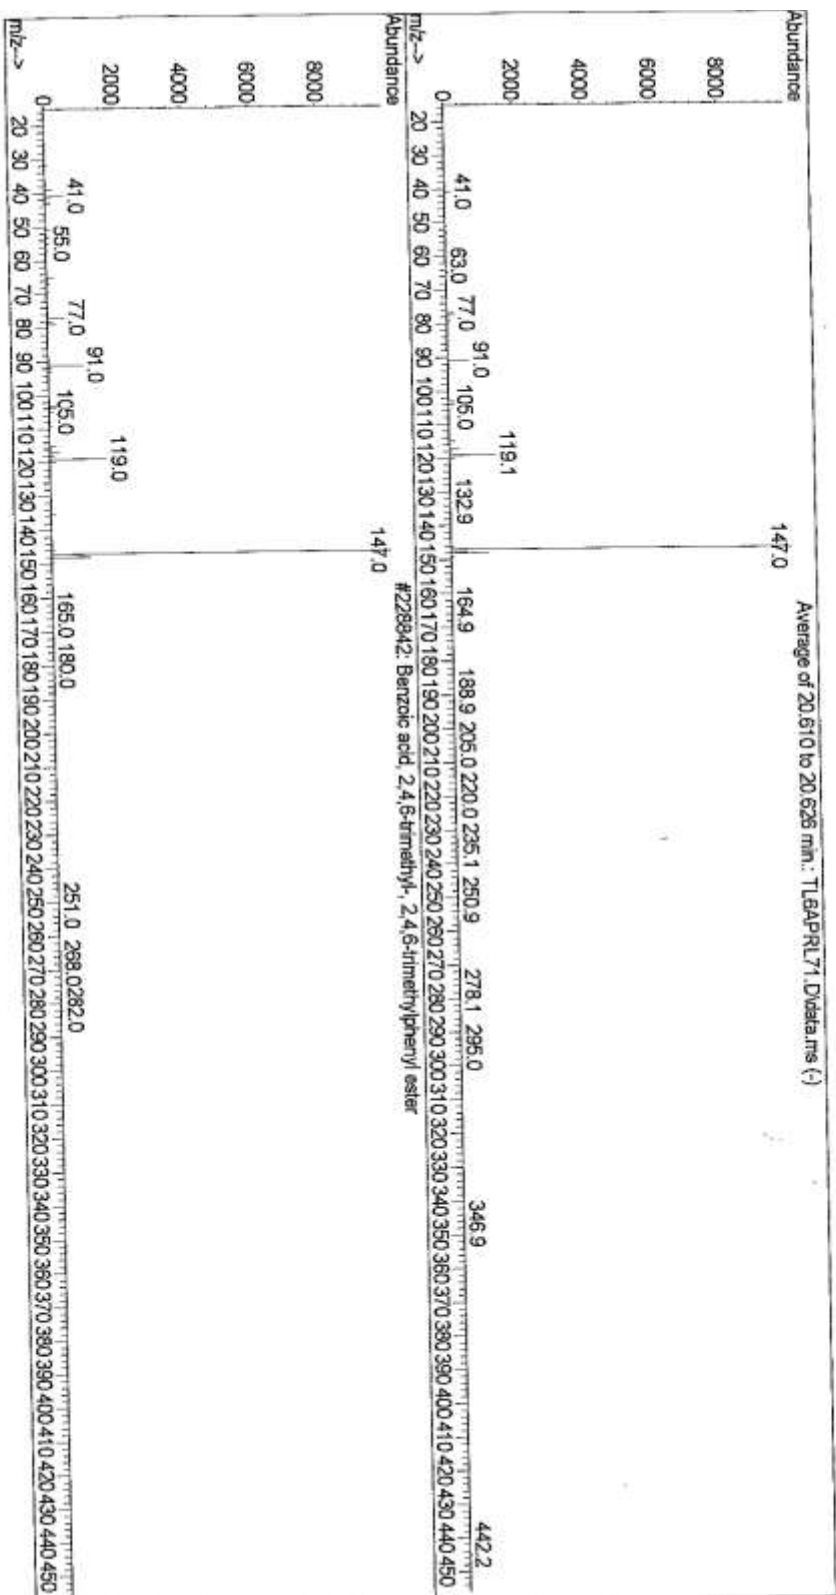 Abundance
Average of 20.610 to 20.626 min.: TL6APRL71.D\data.ms (-)
8000
6000
4000
2000
0
147.0
119.1
91.0
41.0 63.0 77.0 105.0 132.9 164.9 188.9 205.0 220.0 235.1 250.9 278.1 295.0 346.9 442.2
m/z--> 20 30 40 50 60 70 80 90 100 110 120 130 140 150 160 170 180 190 200 210 220 230 240 250 260 270 280 290 300 310 320 330 340 350 360 370 380 390 400 410 420 430 440 450
Abundance
#228842: Benzoic acid, 2,4,6-trimethyl-, 2,4,6-trimethylphenyl ester
8000
6000
4000
2000
0
147.0
119.0
91.0
41.0 55.0 77.0 105.0 165.0 180.0 251.0 268.0 282.0
m/z--> 20 30 40 50 60 70 80 90 100 110 120 130 140 150 160 170 180 190 200 210 220 230 240 250 260 270 280 290 300 310 320 330 340 350 360 370 380 390 400 410 420 430 440 450